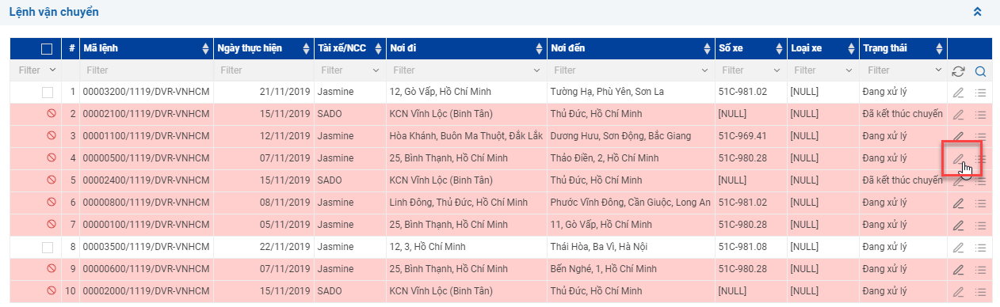 Lệnh vận chuyển
# Mã lệnh Ngày thực hiện Tài xế/NCC Nơi đi Nơi đến Số xe Loại xe Trạng thái
Filter Filter Filter Filter Filter Filter Filter Filter Filter
1 00003200/1119/DVR-VNHCM 21/11/2019 Jasmine 12, Gò Vấp, Hồ Chí Minh Tường Hạ, Phù Yên, Sơn La 51C-981.02 [NULL] Đang xử lý
2 00002100/1119/DVR-VNHCM 15/11/2019 SADO KCN Vĩnh Lộc (Bình Tân) Thủ Đức, Hồ Chí Minh [NULL] [NULL] Đã kết thúc chuyến
3 00001100/1119/DVR-VNHCM 12/11/2019 Jasmine Hòa Khánh, Buôn Ma Thuột, Đắk Lắk Dương Hưu, Sơn Động, Bắc Giang 51C-969.41 [NULL] Đang xử lý
4 00000500/1119/DVR-VNHCM 07/11/2019 Jasmine 25, Bình Thạnh, Hồ Chí Minh Thảo Điền, 2, Hồ Chí Minh 51C-980.28 [NULL] Đang xử lý
5 00002400/1119/DVR-VNHCM 15/11/2019 SADO KCN Vĩnh Lộc (Bình Tân) Thủ Đức, Hồ Chí Minh [NULL] [NULL] Đã kết thúc chuyến
6 00000800/1119/DVR-VNHCM 08/11/2019 Jasmine Linh Đông, Thủ Đức, Hồ Chí Minh Phước Vĩnh Đông, Cần Giuộc, Long An 51C-981.02 [NULL] Đang xử lý
7 00000100/1119/DVR-VNHCM 05/11/2019 Jasmine 25, Bình Thạnh, Hồ Chí Minh 11, Gò Vấp, Hồ Chí Minh 51C-980.28 [NULL] Đang xử lý
8 00003500/1119/DVR-VNHCM 22/11/2019 Jasmine 12, 3, Hồ Chí Minh Thái Hòa, Ba Vì, Hà Nội 51C-981.08 [NULL] Đang xử lý
9 00000600/1119/DVR-VNHCM 07/11/2019 Jasmine 25, Bình Thạnh, Hồ Chí Minh Bến Nghé, 1, Hồ Chí Minh 51C-980.28 [NULL] Đang xử lý
10 00002000/1119/DVR-VNHCM 15/11/2019 SADO KCN Vĩnh Lộc (Bình Tân) Thủ Đức, Hồ Chí Minh [NULL] [NULL] Đang xử lý